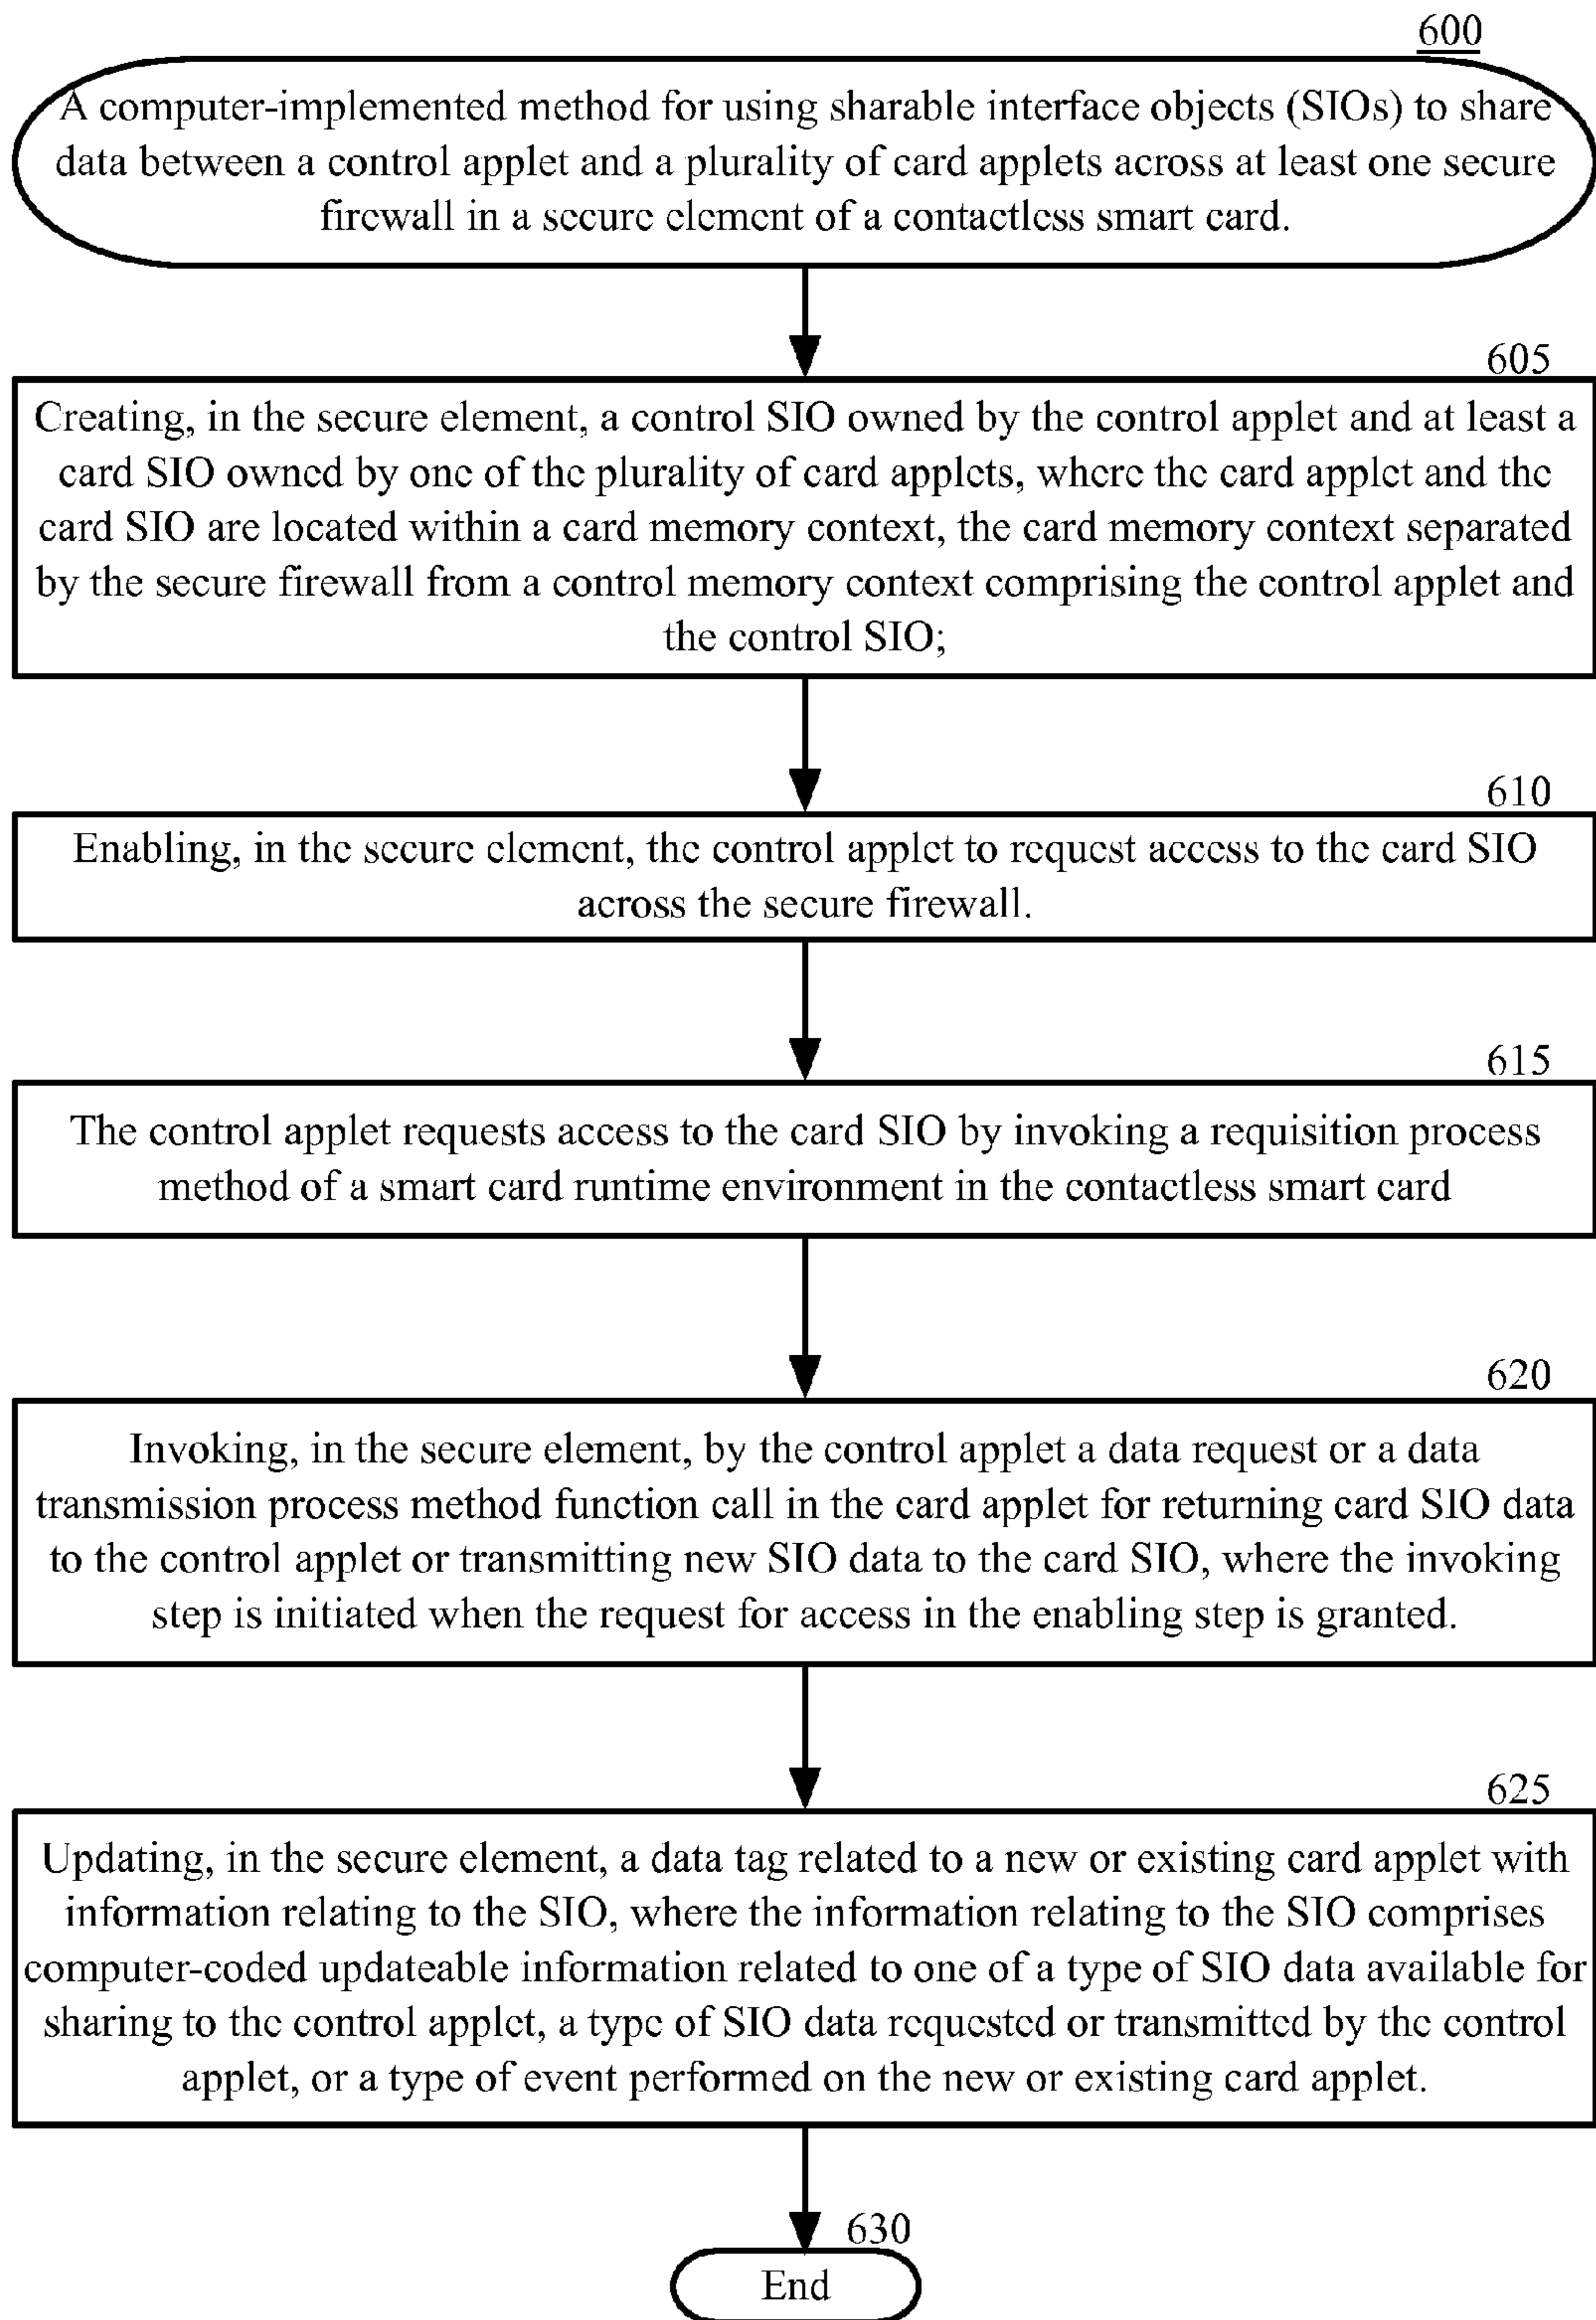 600
A computer-implemented method for using sharable interface objects (SIOs) to share
data between a control applet and a plurality of card applets across at least one secure
firewall in a secure element of a contactless smart card.
605
Creating, in the secure element, a control SIO owned by the control applet and at least a
card SIO owned by one of the plurality of card applets, where the card applet and the
card SIO are located within a card memory context, the card memory context separated
by the secure firewall from a control memory context comprising the control applet and
the control SIO;
610
Enabling, in the secure element, the control applet to request access to the card SIO
across the secure firewall.
615
The control applet requests access to the card SIO by invoking a requisition process
method of a smart card runtime environment in the contactless smart card
620
Invoking, in the secure element, by the control applet a data request or a data
transmission process method function call in the card applet for returning card SIO data
to the control applet or transmitting new SIO data to the card SIO, where the invoking
step is initiated when the request for access in the enabling step is granted.
625
Updating, in the secure element, a data tag related to a new or existing card applet with
information relating to the SIO, where the information relating to the SIO comprises
computer-coded updateable information related to one of a type of SIO data available for
sharing to the control applet, a type of SIO data requested or transmitted by the control
applet, or a type of event performed on the new or existing card applet.
630
End